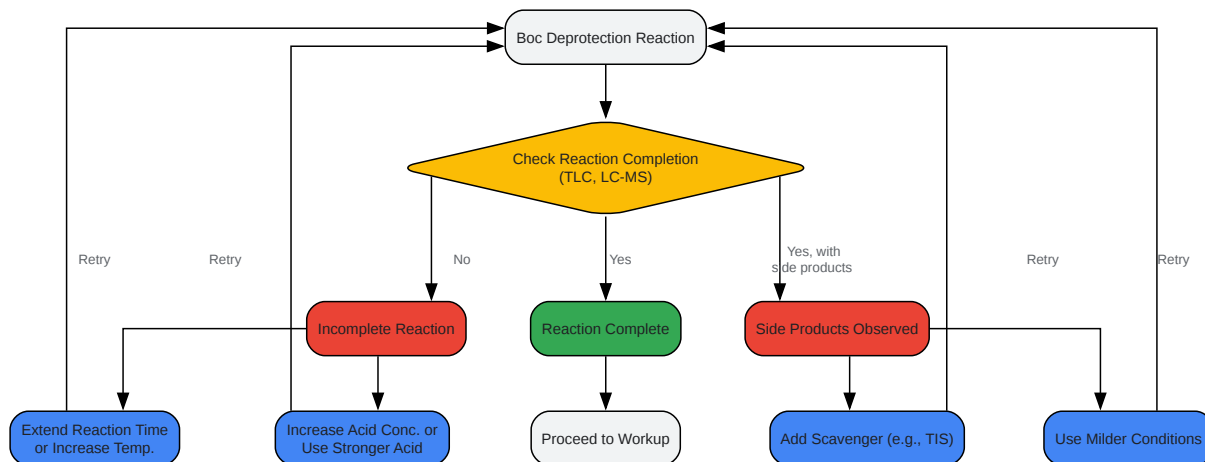 Boc Deprotection Reaction
Check Reaction Completion
(TLC, LC-MS)
Retry
Retry
No
Yes
Yes, with
side products
Retry
Retry
Incomplete Reaction
Reaction Complete
Side Products Observed
Extend Reaction Time
or Increase Temp.
Increase Acid Conc. or
Use Stronger Acid
Proceed to Workup
Add Scavenger (e.g., TIS)
Use Milder Conditions